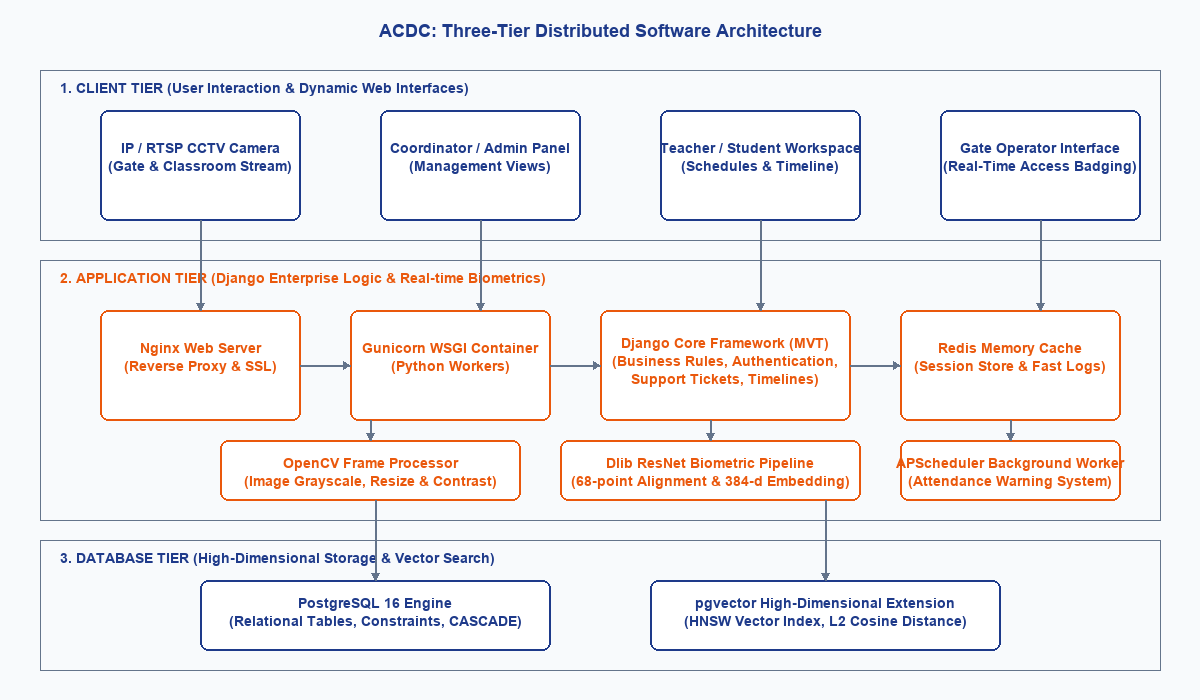 ACDC: Three-Tier Distributed Software Architecture
1. CLIENT TIER (User Interaction & Dynamic Web Interfaces)
IP / RTSP CCTV Camera
(Gate & Classroom Stream)
Coordinator / Admin Panel
(Management Views)
Teacher / Student Workspace
(Schedules & Timeline)
Gate Operator Interface
(Real-Time Access Badging)
2. APPLICATION TIER (Django Enterprise Logic & Real-time Biometrics)
Nginx Web Server
(Reverse Proxy & SSL)
Gunicorn WSGI Container
(Python Workers)
Django Core Framework (MVT)
(Business Rules, Authentication,
Support Tickets, Timelines)
Redis Memory Cache
(Session Store & Fast Logs)
OpenCV Frame Processor
(Image Grayscale, Resize & Contrast)
Dlib ResNet Biometric Pipeline
(68-point Alignment & 384-d Embedding)
APScheduler Background Worker
(Attendance Warning System)
3. DATABASE TIER (High-Dimensional Storage & Vector Search)
PostgreSQL 16 Engine
(Relational Tables, Constraints, CASCADE)
pgvector High-Dimensional Extension
(HNSW Vector Index, L2 Cosine Distance)